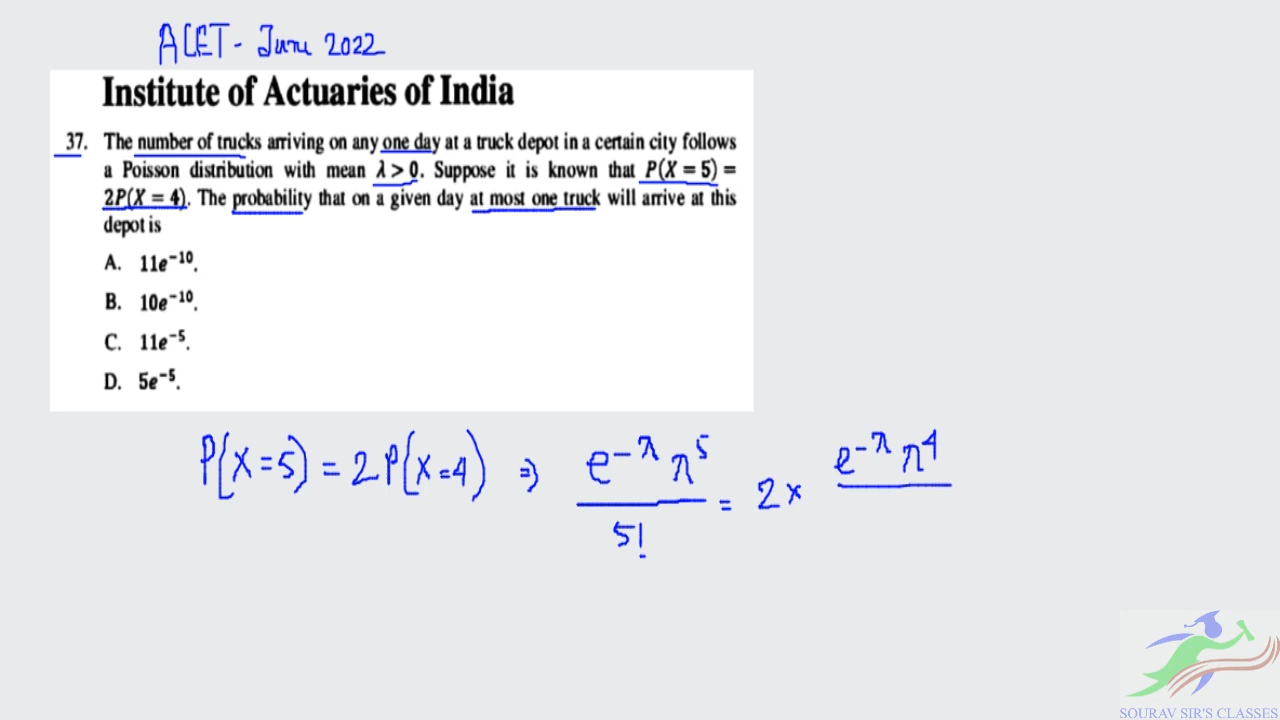 ACET - June 2022
Institute of Actuaries of India
37. The number of trucks arriving on any one day at a truck depot in a certain city follows
a Poisson distribution with mean λ > 0. Suppose it is known that P(X = 5) =
2P(X = 4). The probability that on a given day at most one truck will arrive at this
depot is
A. 11e⁻¹⁰.
B. 10e⁻¹⁰.
C. 11e⁻⁵.
D. 5e⁻⁵.
P(X=5) = 2P(X=4) ⇒ e^-λ λ^5 / 5! = 2 × e^-λ λ^4
SOURAV SIR'S CLASSES